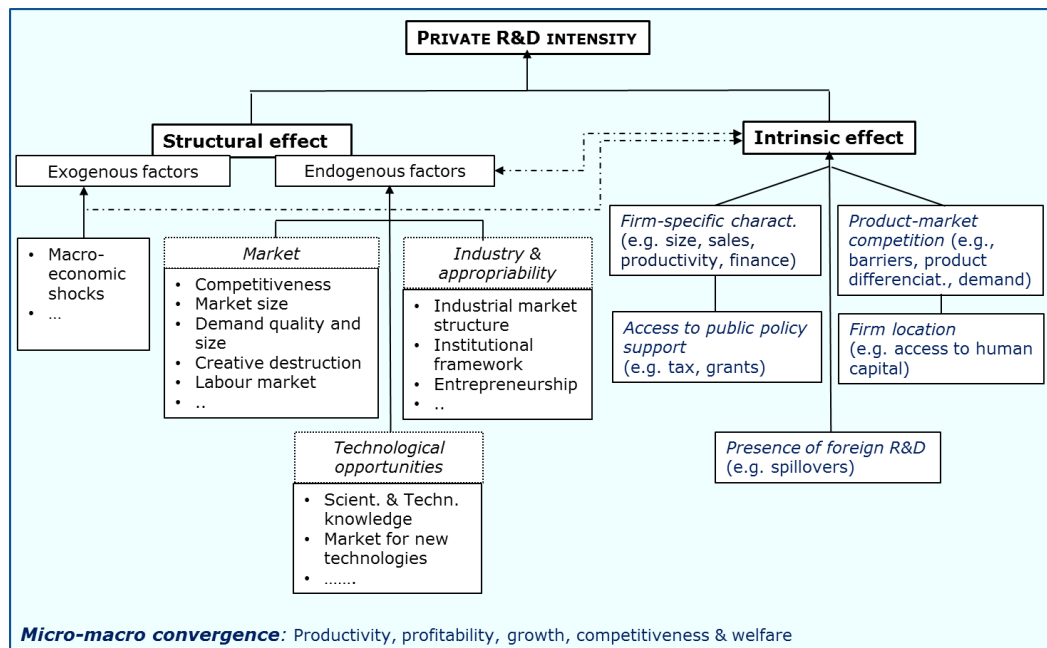 PRIVATE R&D INTENSITY
Structural effect
Intrinsic effect
Exogenous factors
Endogenous factors
• Macro-
economic
shocks
• …
Market
• Competitiveness
• Market size
• Demand quality and
size
• Creative destruction
• Labour market
• ..
Industry &
appropriability
• Industrial market
structure
• Institutional
framework
• Entrepreneurship
• ..
Technological
opportunities
• Scient. & Techn.
knowledge
• Market for new
technologies
• …….
Firm-specific charact.
(e.g. size, sales,
productivity, finance)
Product-market
competition (e.g.,
barriers, product
differenciat., demand)
Access to public policy
support
(e.g. tax, grants)
Firm location
(e.g. access to human
capital)
Presence of foreign R&D
(e.g. spillovers)
Micro-macro convergence: Productivity, profitability, growth, competitiveness & welfare